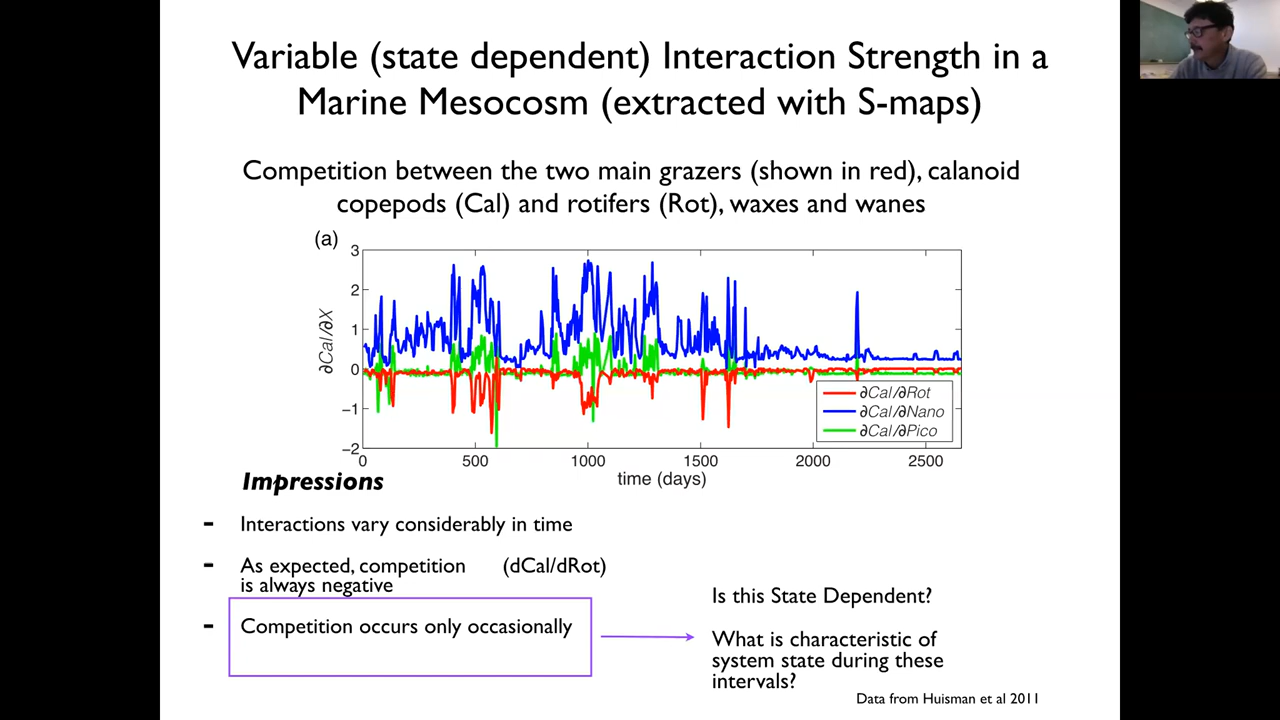 Variable (state dependent) Interaction Strength in a
Marine Mesocosm (extracted with S-maps)
Competition between the two main grazers (shown in red), calanoid
copepods (Cal) and rotifers (Rot), waxes and wanes
(a)
3
2
1
0
−1
−2
∂Cal/∂X
∂Cal/∂Rot
∂Cal/∂Nano
∂Cal/∂Pico
0 500 1000 1500 2000 2500
time (days)
Impressions
- Interactions vary considerably in time
- As expected, competition (dCal/dRot)
is always negative
- Competition occurs only occasionally
Is this State Dependent?
What is characteristic of
system state during these
intervals?
Data from Huisman et al 2011